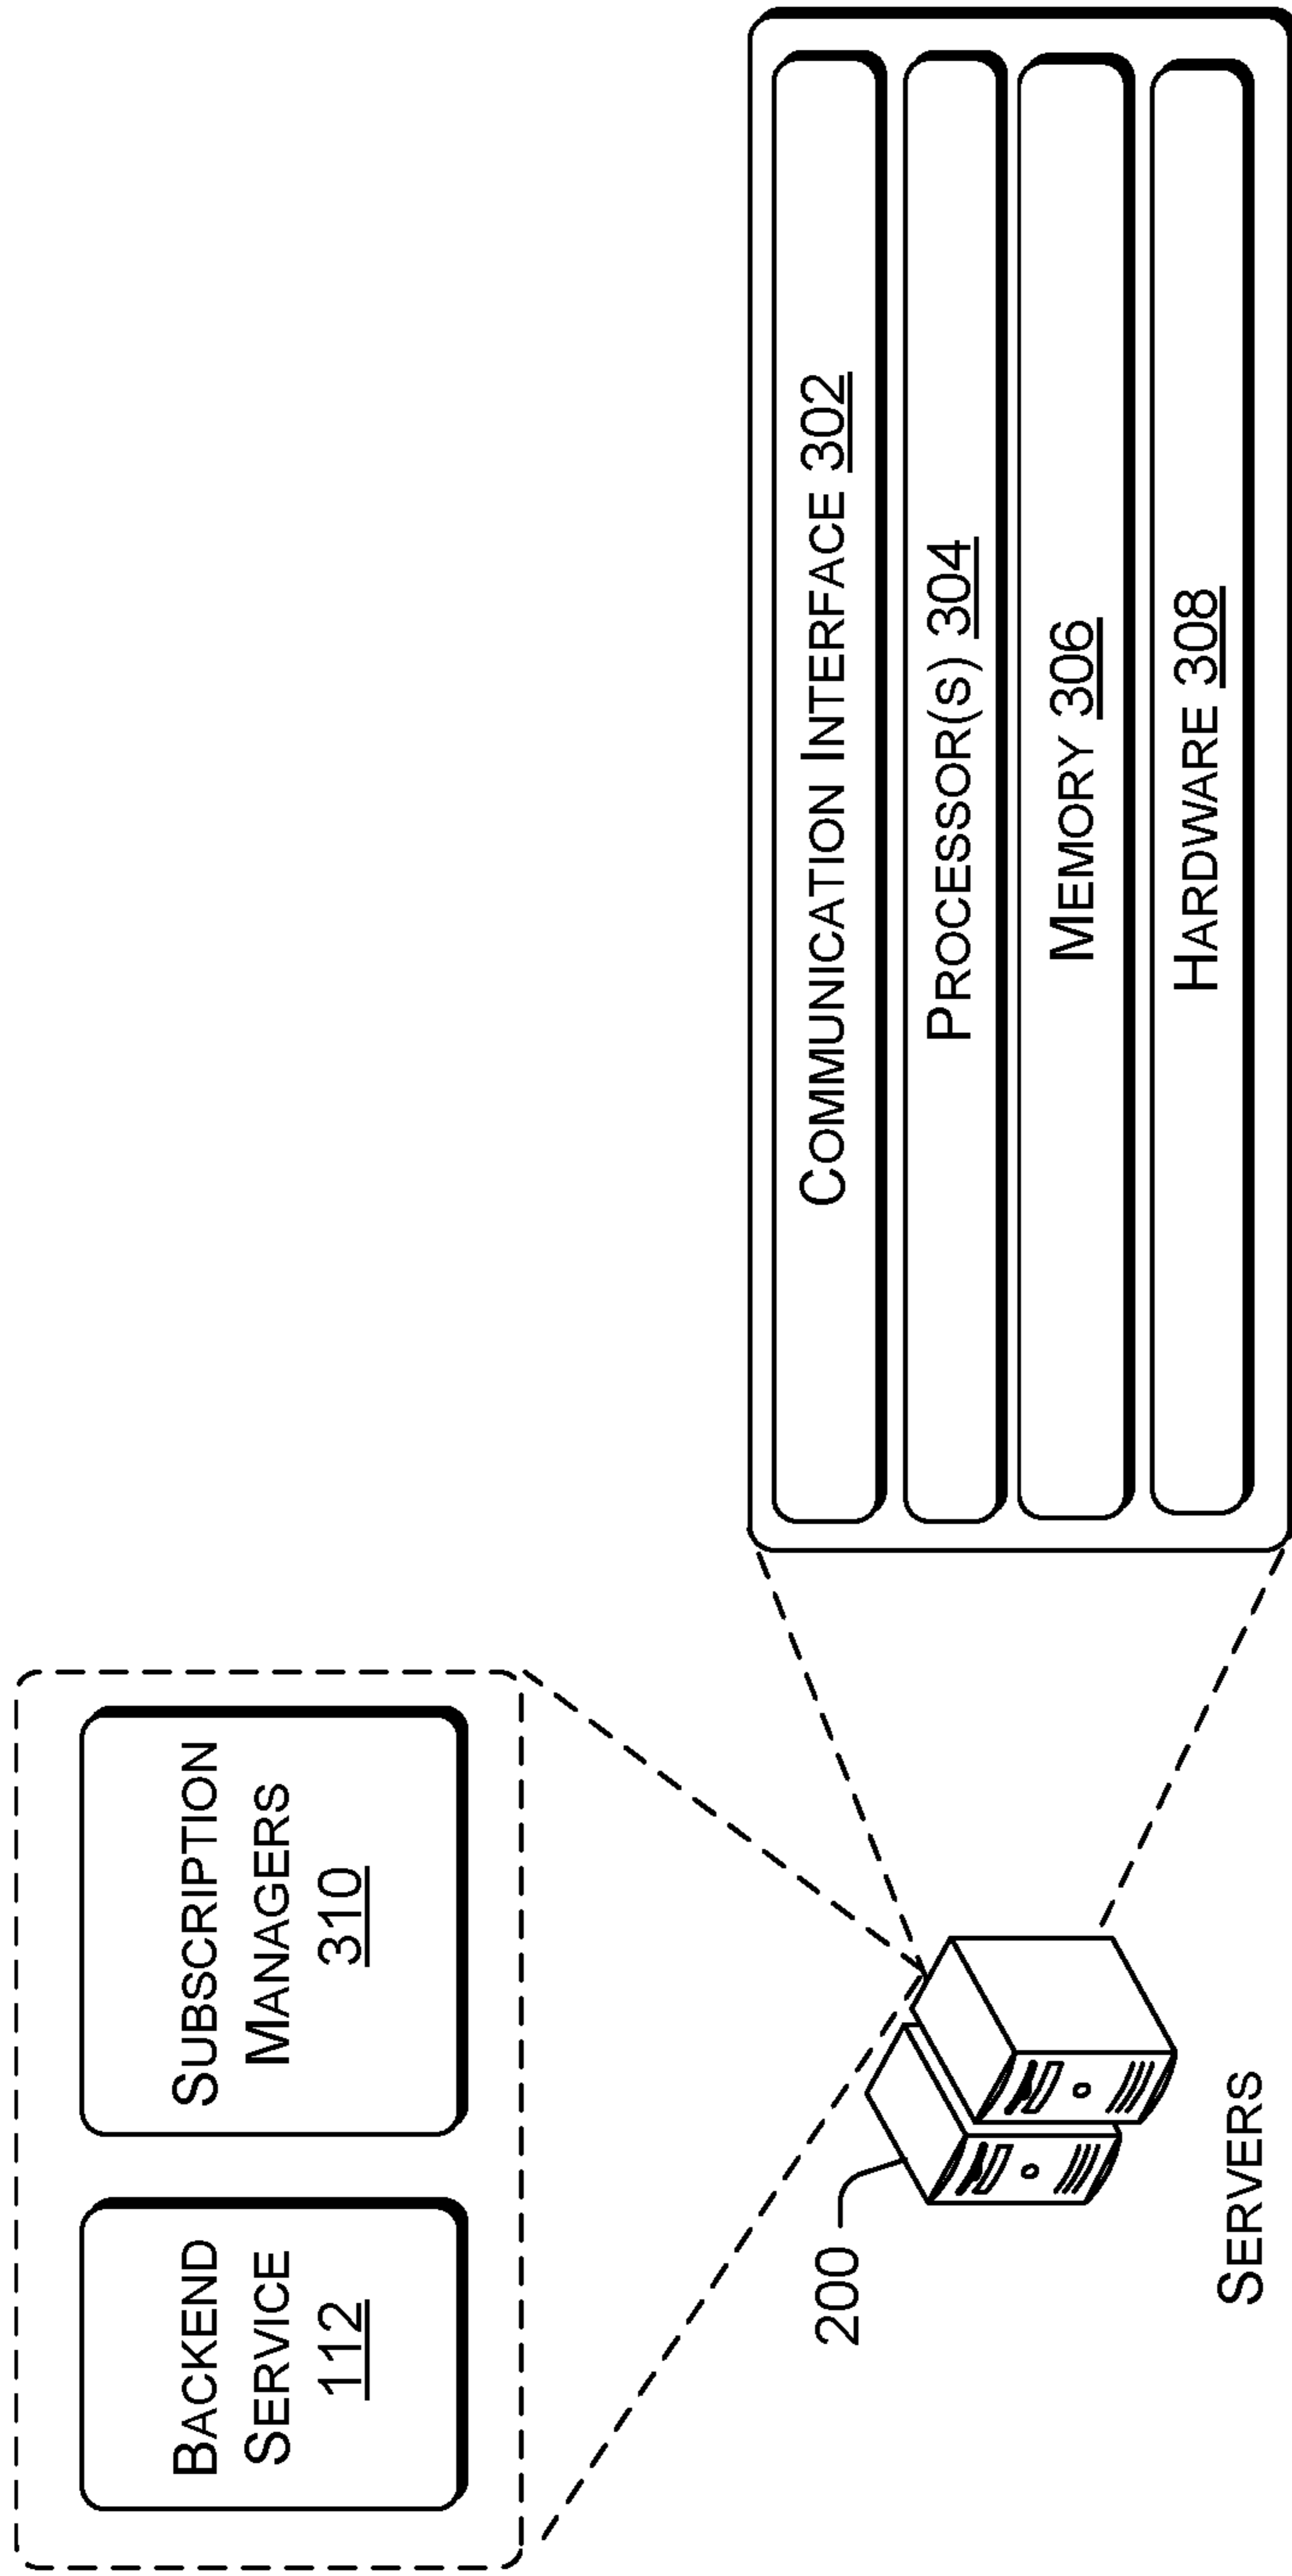 BACKEND
SERVICE
112
SUBSCRIPTION
MANAGERS
310
200
SERVERS
COMMUNICATION INTERFACE 302
PROCESSOR(S) 304
MEMORY 306
HARDWARE 308